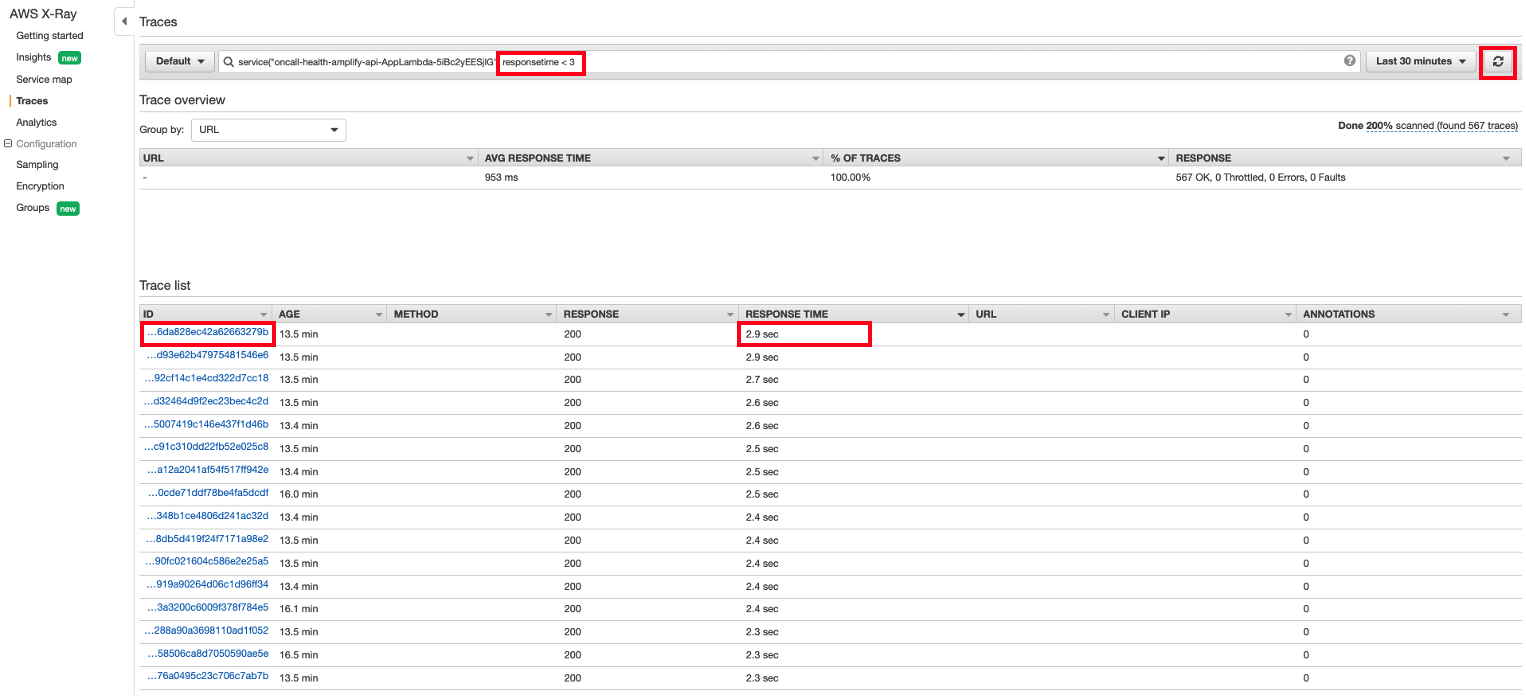 AWS X-Ray
Getting started
Insights new
Service map
Traces
Analytics
Configuration
Sampling
Encryption
Groups new
Traces
Default service("oncall-health-amplify-api-AppLambda-5iBc2yEESjIG" responsetime < 3 ? Last 30 minutes
Trace overview
Group by: URL Done 200% scanned (found 567 traces)
URL AVG RESPONSE TIME % OF TRACES RESPONSE
- 953 ms 100.00% 567 OK, 0 Throttled, 0 Errors, 0 Faults
Trace list
ID AGE METHOD RESPONSE RESPONSE TIME URL CLIENT IP ANNOTATIONS
...6da828ec42a62663279b 13.5 min 200 2.9 sec 0
...d93e62b47975481546e6 13.5 min 200 2.9 sec 0
...92cf14c1e4cd322d7cc18 13.5 min 200 2.7 sec 0
...d32464d9f2ec23bec4c2d 13.5 min 200 2.6 sec 0
...5007419c146e437f1d46b 13.4 min 200 2.6 sec 0
...c91c310dd22fb52e025c8 13.5 min 200 2.5 sec 0
...a12a2041af54f517ff942e 13.4 min 200 2.5 sec 0
...0cde71ddf78be4fa5dcdf 16.0 min 200 2.5 sec 0
...348b1ce4806d241ac32d 13.4 min 200 2.4 sec 0
...8db5d419f24f7171a98e2 13.5 min 200 2.4 sec 0
...90fc021604c586e2e25a5 13.5 min 200 2.4 sec 0
...919a90264d06c1d96ff34 13.4 min 200 2.4 sec 0
...3a3200c6009f378f784e5 16.1 min 200 2.4 sec 0
...288a90a3698110ad1f052 13.5 min 200 2.3 sec 0
...58506ca8d7050590ae5e 16.5 min 200 2.3 sec 0
...76a0495c23c706c7ab7b 13.5 min 200 2.3 sec 0